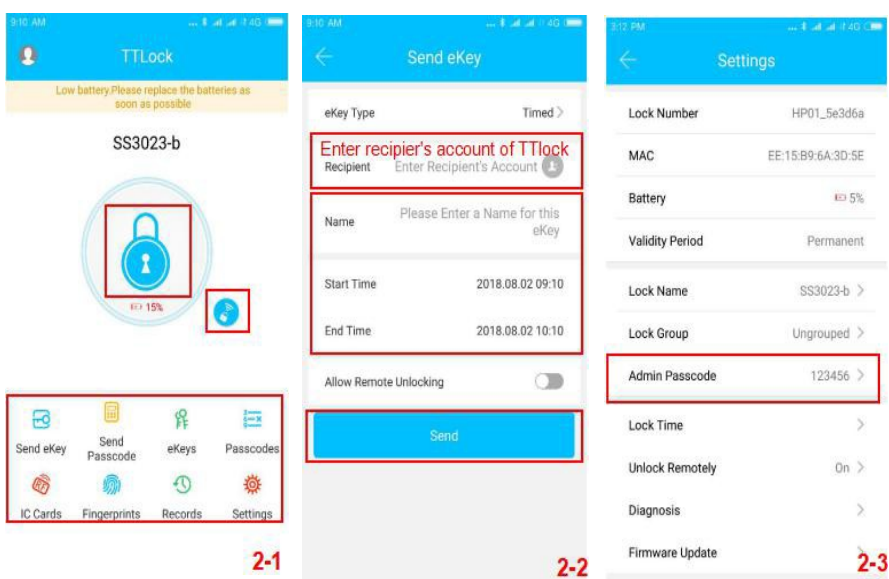 9:10 AM
... 4G
TTLock
Low battery.Please replace the batteries as
soon as possible
SS3023-b
15%
Send eKey
Send
Passcode
eKeys
Passcodes
IC Cards
Fingerprints
Records
Settings
2-1
9:10 AM
... 4G
Send eKey
eKey Type
Timed >
Enter recipier's account of TTlock
Recipient
Enter Recipient's Account
Name
Please Enter a Name for this
eKey
Start Time
2018.08.02 09:10
End Time
2018.08.02 10:10
Allow Remote Unlocking
Send
2-2
3:12 PM
... 4G
Settings
Lock Number
HP01_5e3d6a
MAC
EE:15:B9:6A:3D:5E
Battery
5%
Validity Period
Permanent
Lock Name
SS3023-b >
Lock Group
Ungrouped >
Admin Passcode
123456 >
Lock Time
>
Unlock Remotely
On >
Diagnosis
>
Firmware Update
>
2-3